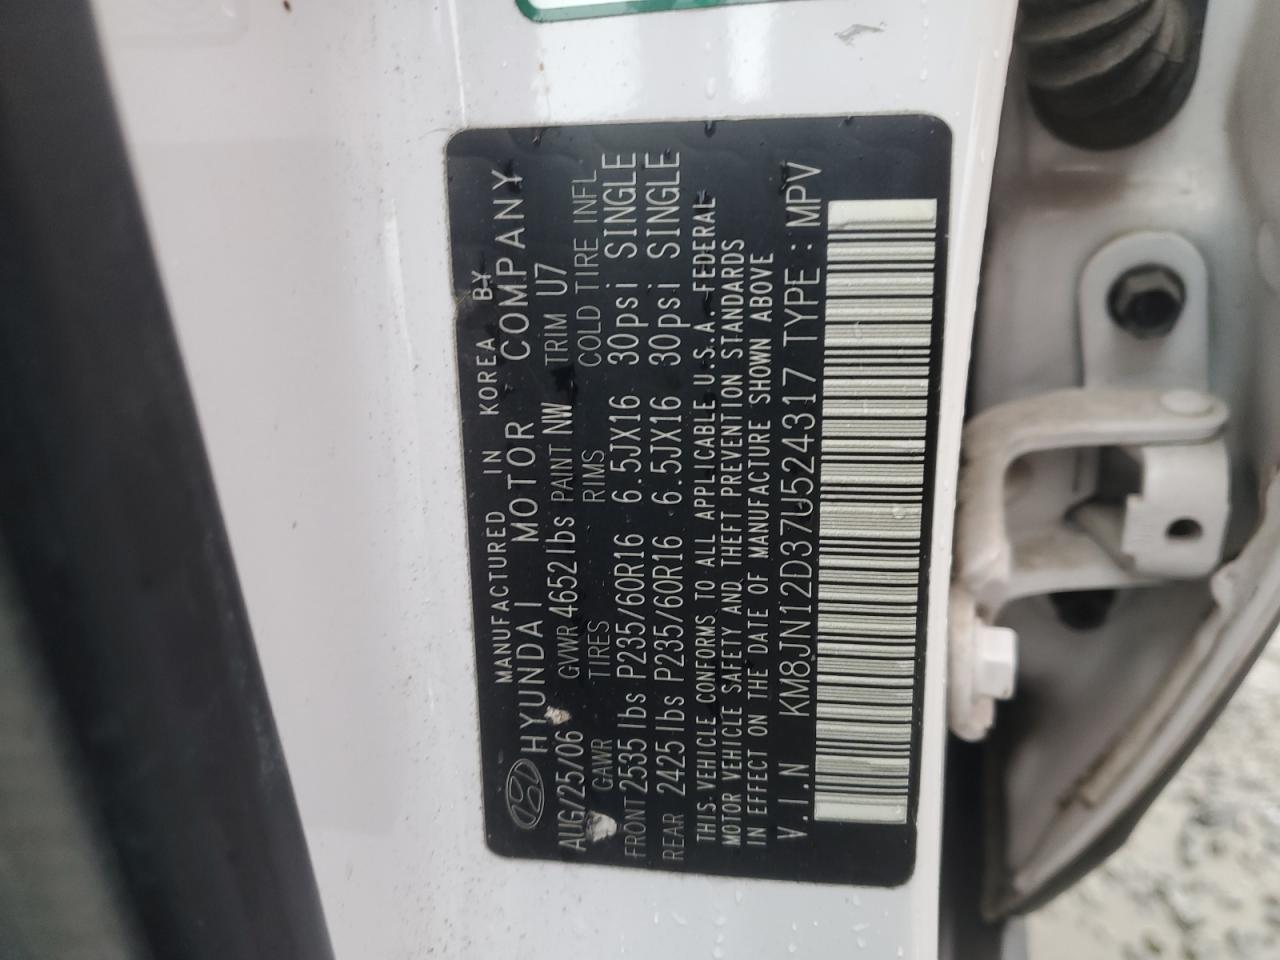 MANUFACTURED IN KOREA BY
HYUNDAI MOTOR COMPANY
AUG/25/06 GVWR 4652lbs PAINT NW TRIM U7
GAWR TIRES RIMS COLD TIRE INFL
FRONT 2535lbs P235/60R16 6.5JX16 30psi SINGLE
REAR 2425lbs P235/60R16 6.5JX16 30psi SINGLE
THIS VEHICLE CONFORMS TO ALL APPLICABLE U.S.A. FEDERAL
MOTOR VEHICLE SAFETY AND THEFT PREVENTION STANDARDS
IN EFFECT ON THE DATE OF MANUFACTURE SHOWN ABOVE
V.I.N KM8JN12D37U524317 TYPE : MPV